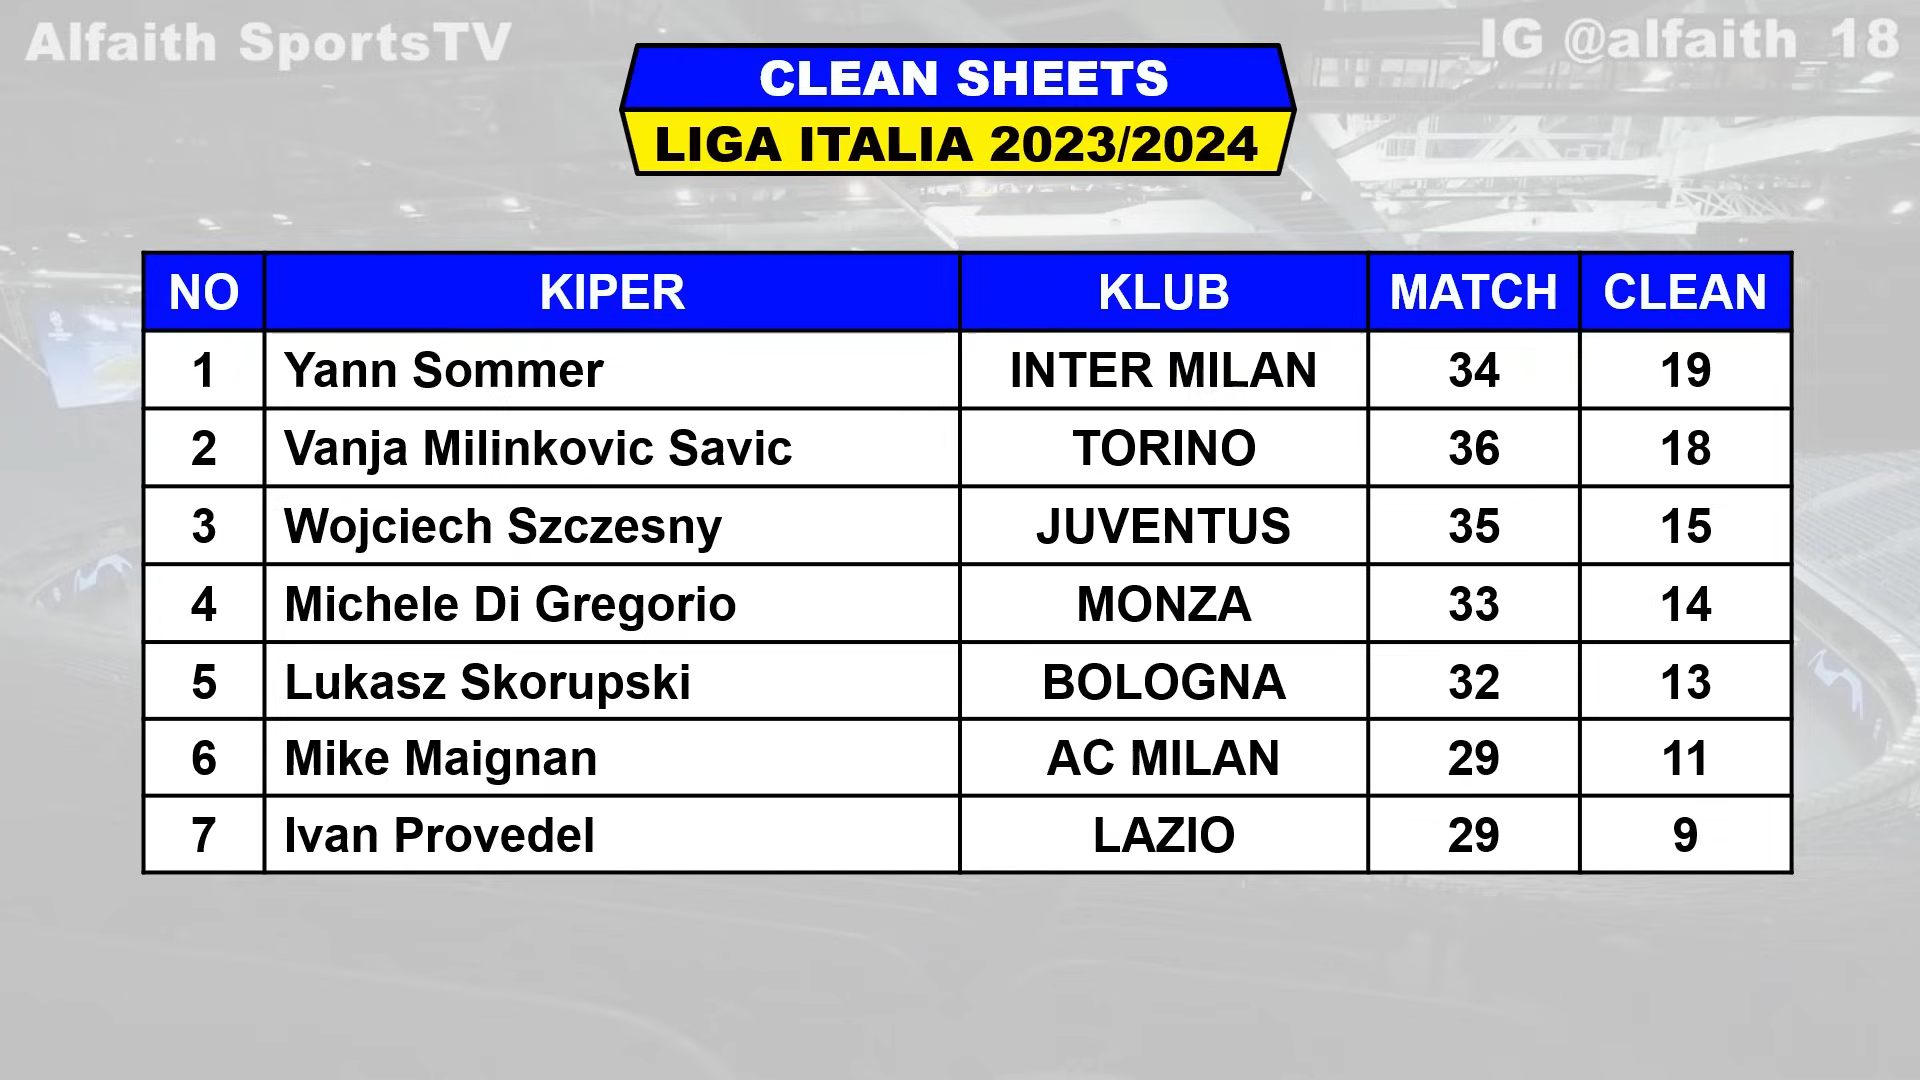 Alfaith SportsTV
IG @alfaith_18
CLEAN SHEETS
LIGA ITALIA 2023/2024
NO KIPER KLUB MATCH CLEAN
1 Yann Sommer INTER MILAN 34 19
2 Vanja Milinkovic Savic TORINO 36 18
3 Wojciech Szczesny JUVENTUS 35 15
4 Michele Di Gregorio MONZA 33 14
5 Lukasz Skorupski BOLOGNA 32 13
6 Mike Maignan AC MILAN 29 11
7 Ivan Provedel LAZIO 29 9